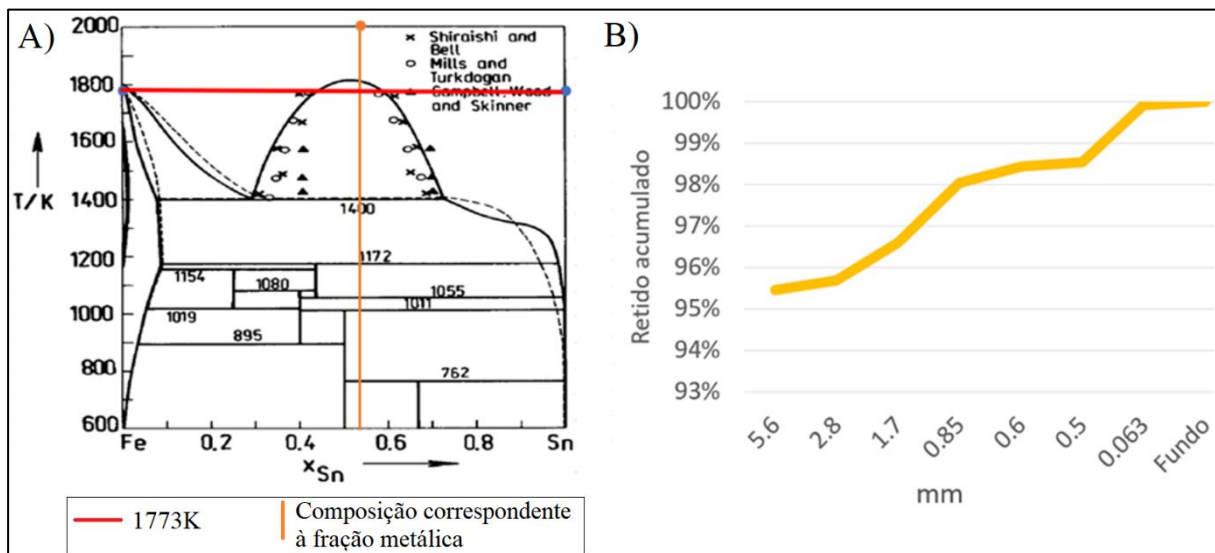 A)
2000
1800
1600
T/K
1400
1200
1000
800
600
× Shiraishi and
Bell
○ Mills and
Turkdogan
▲ Campbell, Wood
and Skinner
1400
1172
1154
1080
1055
1011
1019
895
762
Fe 0.2 0.4 0.6 0.8 Sn
xSn
1773K
Composição correspondente
à fração metálica
B)
Retido acumulado
100%
99%
98%
97%
96%
95%
94%
93%
5.6 2.8 1.7 0.85 0.6 0.5 0.063 Fundo
mm